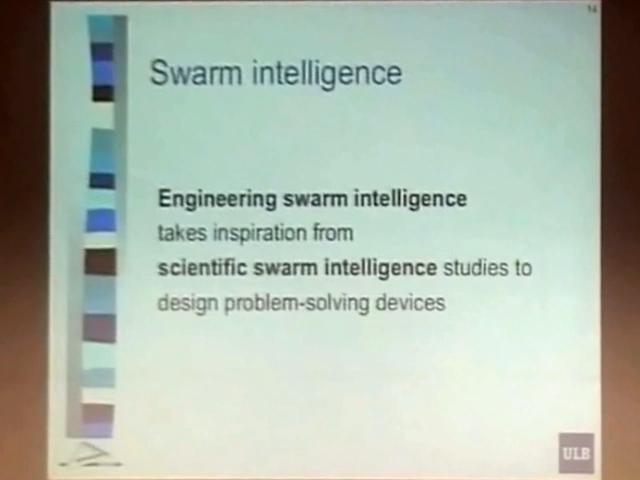 14
Swarm intelligence
Engineering swarm intelligence
takes inspiration from
scientific swarm intelligence studies to
design problem-solving devices
ULB